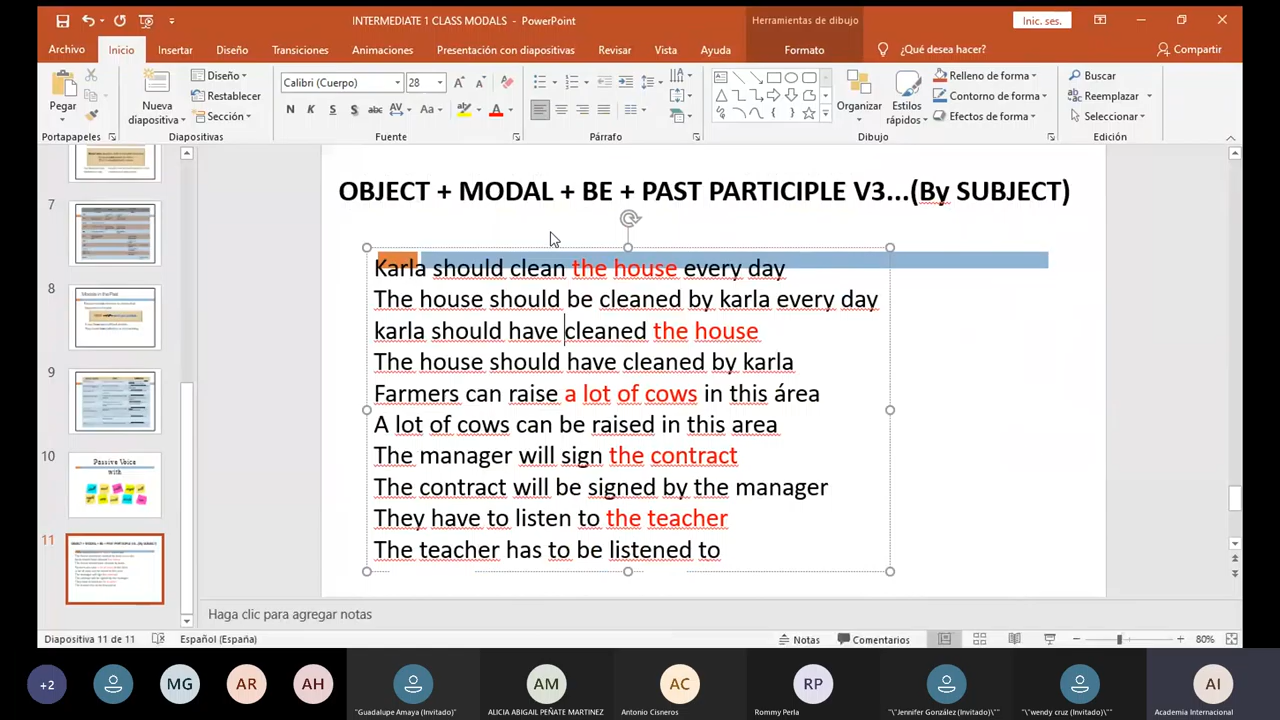 INTERMEDIATE 1 CLASS MODALS - PowerPoint
Herramientas de dibujo
Inic. ses.
Archivo Inicio Insertar Diseño Transiciones Animaciones Presentación con diapositivas Revisar Vista Ayuda Formato ¿Qué desea hacer? Compartir
Pegar
Nueva diapositiva
Diseño
Restablecer
Sección
Calibri (Cuerpo) 28
N K S abc AV Aa A
Organizar
Estilos rápidos
Relleno de forma
Contorno de forma
Efectos de forma
Buscar
Reemplazar
Seleccionar
Portapapeles Diapositivas Fuente Párrafo Dibujo Edición
7
8
9
10
Passive Voice
with
11
OBJECT + MODAL + BE + PAST PARTICIPLE V3...(By SUBJECT)
Karla should clean the house every day
The house should be cleaned by karla every day
karla should have cleaned the house
The house should have cleaned by karla
Farmers can raise a lot of cows in this área
A lot of cows can be raised in this area
The manager will sign the contract
The contract will be signed by the manager
They have to listen to the teacher
The teacher has to be listened to
Haga clic para agregar notas
Diapositiva 11 de 11 Español (España) Notas Comentarios 80%
+2 MG AR AH AM AC RP AI
"Guadalupe Amaya (Invitado)" ALICIA ABIGAIL PEÑATE MARTINEZ Antonio Cisneros Rommy Perla "\"Jennifer González (Invitado)\"" "\"wendy cruz (Invitado)\"" Academia Internacional